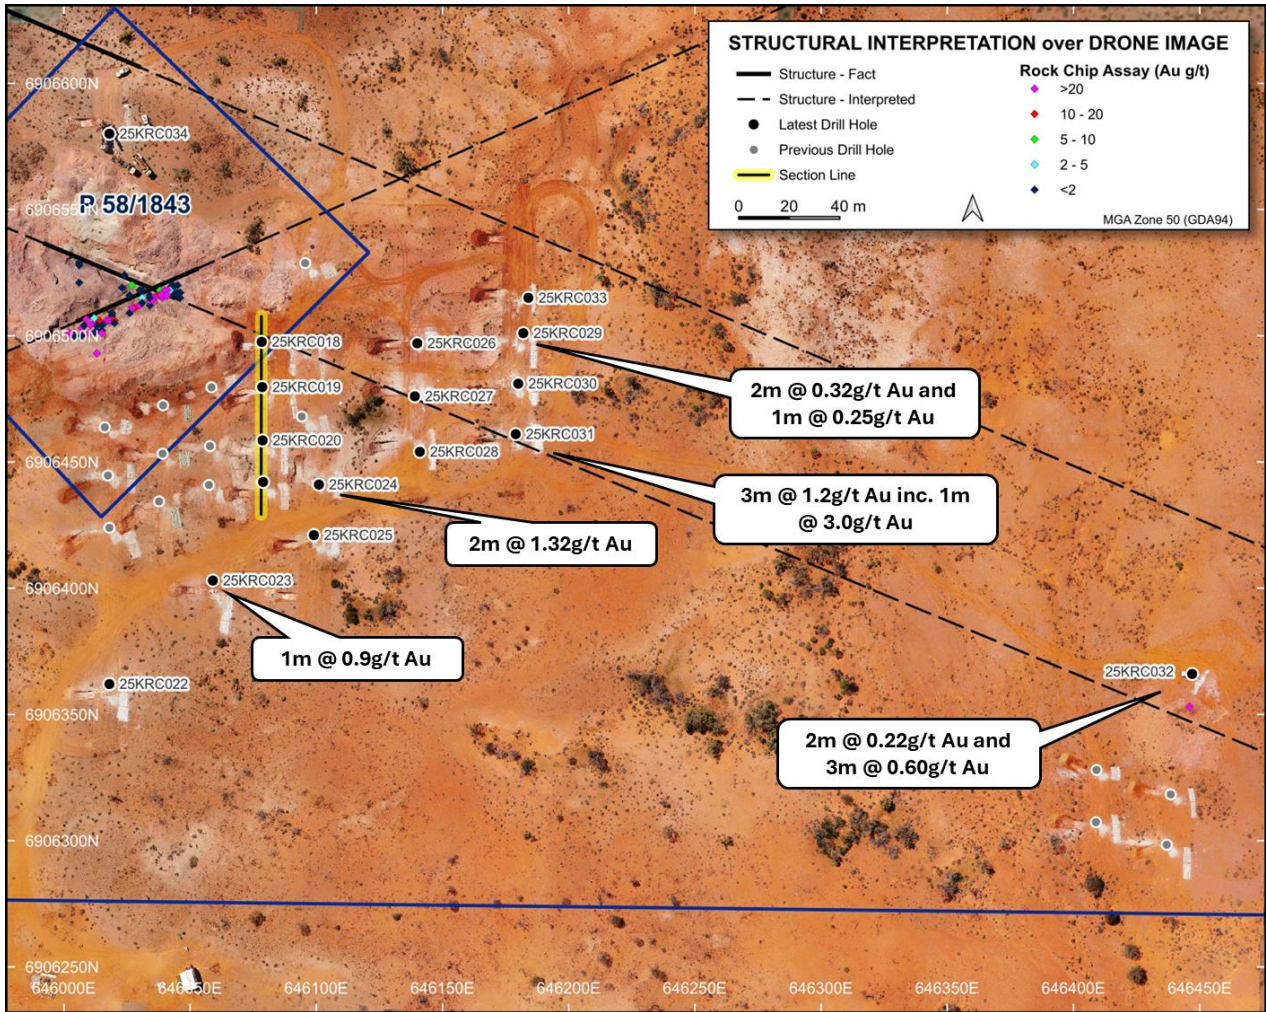 STRUCTURAL INTERPRETATION over DRONE IMAGE
Structure - Fact
Structure - Interpreted
Latest Drill Hole
Previous Drill Hole
Section Line
0 20 40 m
Rock Chip Assay (Au g/t)
>20
10 - 20
5 - 10
2 - 5
<2
MGA Zone 50 (GDA94)
6906600N
25KRC034
P 58/1843
6906550N
25KRC033
6906500N
25KRC018
25KRC026
25KRC029
25KRC019
25KRC027
25KRC030
2m @ 0.32g/t Au and
1m @ 0.25g/t Au
25KRC020
25KRC028
25KRC031
6906450N
25KRC024
3m @ 1.2g/t Au inc. 1m
@ 3.0g/t Au
25KRC025
2m @ 1.32g/t Au
25KRC023
6906400N
1m @ 0.9g/t Au
25KRC022
25KRC032
6906350N
2m @ 0.22g/t Au and
3m @ 0.60g/t Au
6906300N
6906250N
646000E 646050E 646100E 646150E 646200E 646250E 646300E 646350E 646400E 646450E